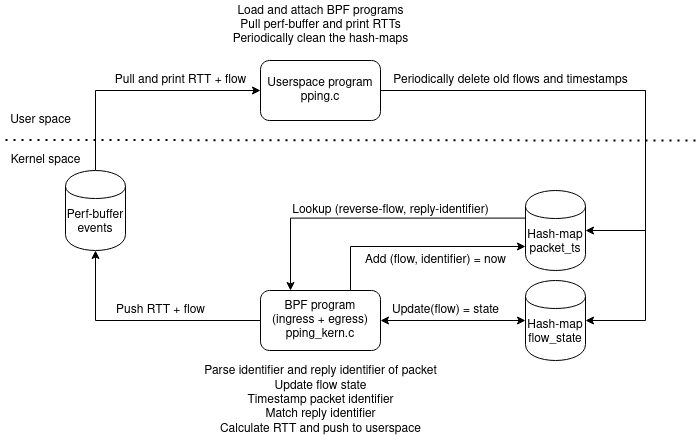 Load and attach BPF programs
Pull perf-buffer and print RTTs
Periodically clean the hash-maps
Pull and print RTT + flow
Userspace program
pping.c
Periodically delete old flows and timestamps
User space
Kernel space
Perf-buffer
events
Lookup (reverse-flow, reply-identifier)
Hash-map
packet_ts
Add (flow, identifier) = now
Push RTT + flow
BPF program
(ingress + egress)
pping_kern.c
Update(flow) = state
Hash-map
flow_state
Parse identifier and reply identifier of packet
Update flow state
Timestamp packet identifier
Match reply identifier
Calculate RTT and push to userspace